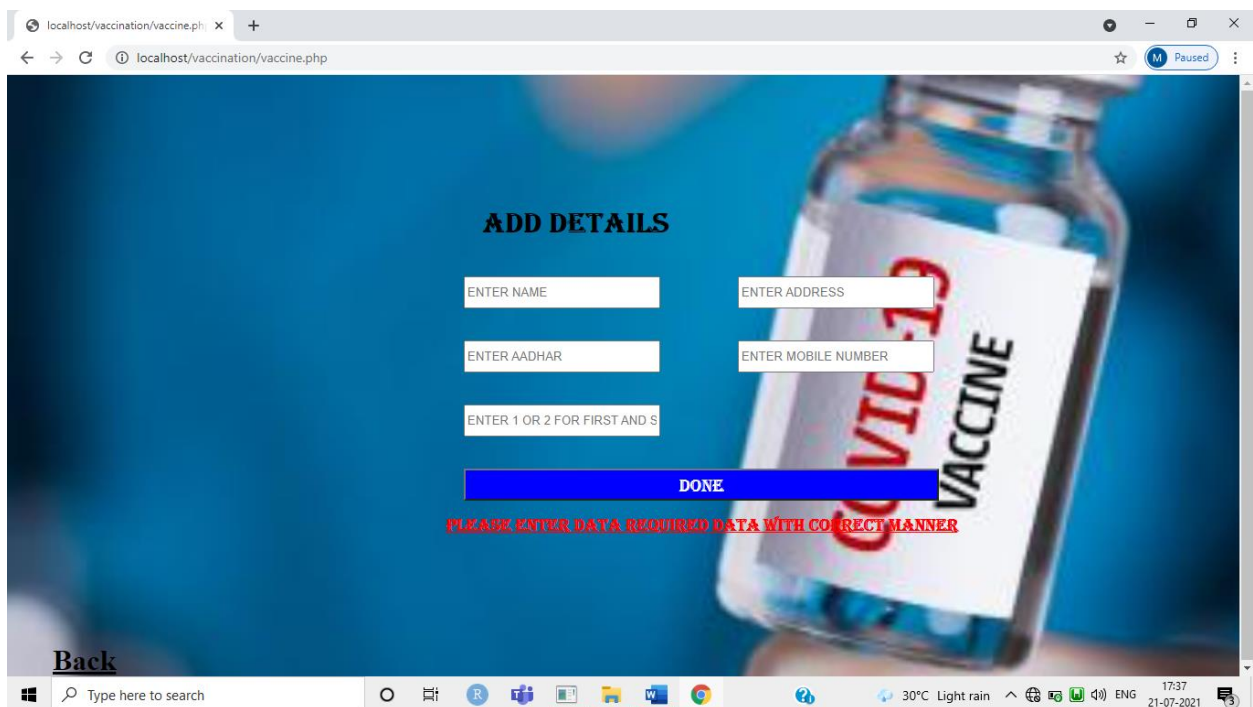 localhost/vaccination/vaccine.ph
localhost/vaccination/vaccine.php
M Paused
ADD DETAILS
ENTER NAME
ENTER ADDRESS
ENTER AADHAR
ENTER MOBILE NUMBER
ENTER 1 OR 2 FOR FIRST AND S
DONE
PLEASE ENTER DATA REQUIRED DATA WITH CORRECT MANNER
COVID-19
VACCINE
Back
Type here to search
30°C Light rain
ENG
17:37
21-07-2021
3